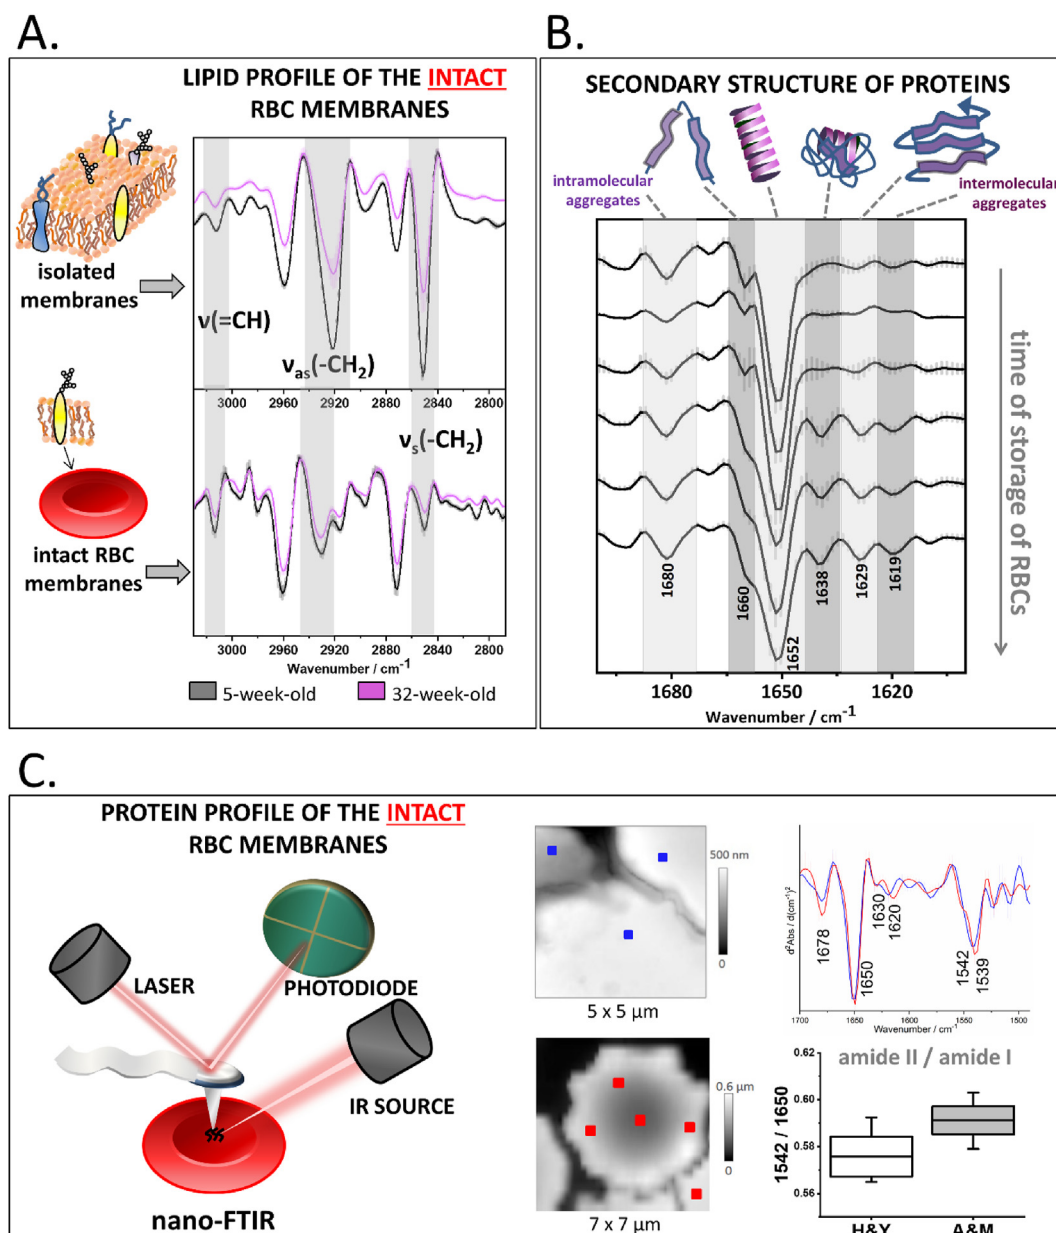 A.
LIPID PROFILE OF THE INTACT
RBC MEMBRANES
isolated
membranes
ν(=CH)
νas(-CH2)
3000 2960 2920 2880 2840 2800
νs(-CH2)
intact RBC
membranes
3000 2960 2920 2880 2840 2800
Wavenumber / cm-1
5-week-old 32-week-old
B.
SECONDARY STRUCTURE OF PROTEINS
intramolecular
aggregates
intermolecular
aggregates
time of storage of RBCs
1680 1660 1652 1638 1629 1619
1680 1650 1620
Wavenumber / cm-1
C.
PROTEIN PROFILE OF THE INTACT
RBC MEMBRANES
LASER
PHOTODIODE
IR SOURCE
nano-FTIR
500 nm
0
5 x 5 µm
0.6 µm
0
7 x 7 µm
d2Abs / d(cm-1)2
1678 1650 1630 1620 1542 1539
1700 1650 1600 1550 1500
Wavenumber / cm-1
amide II / amide I
1542 / 1650
0.62
0.60
0.58
0.56
H&Y A&M